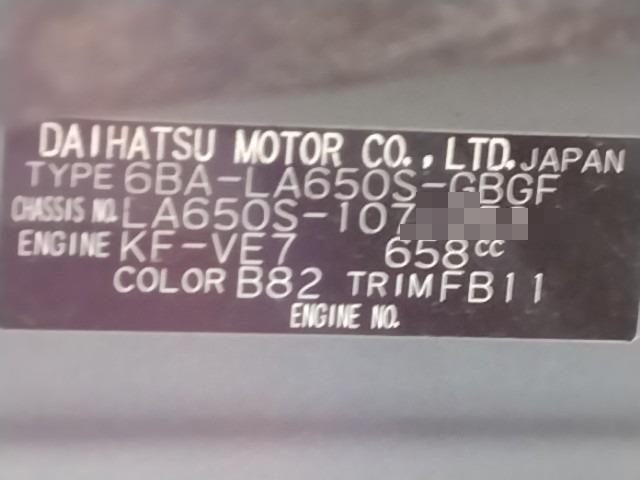 DAIHATSU MOTOR CO., LTD. JAPAN
TYPE 6BA-LA650S-GBGF
CHASSIS NO. LA650S-107
ENGINE KF-VE7 658cc
COLOR B82 TRIM FB11
ENGINE NO.